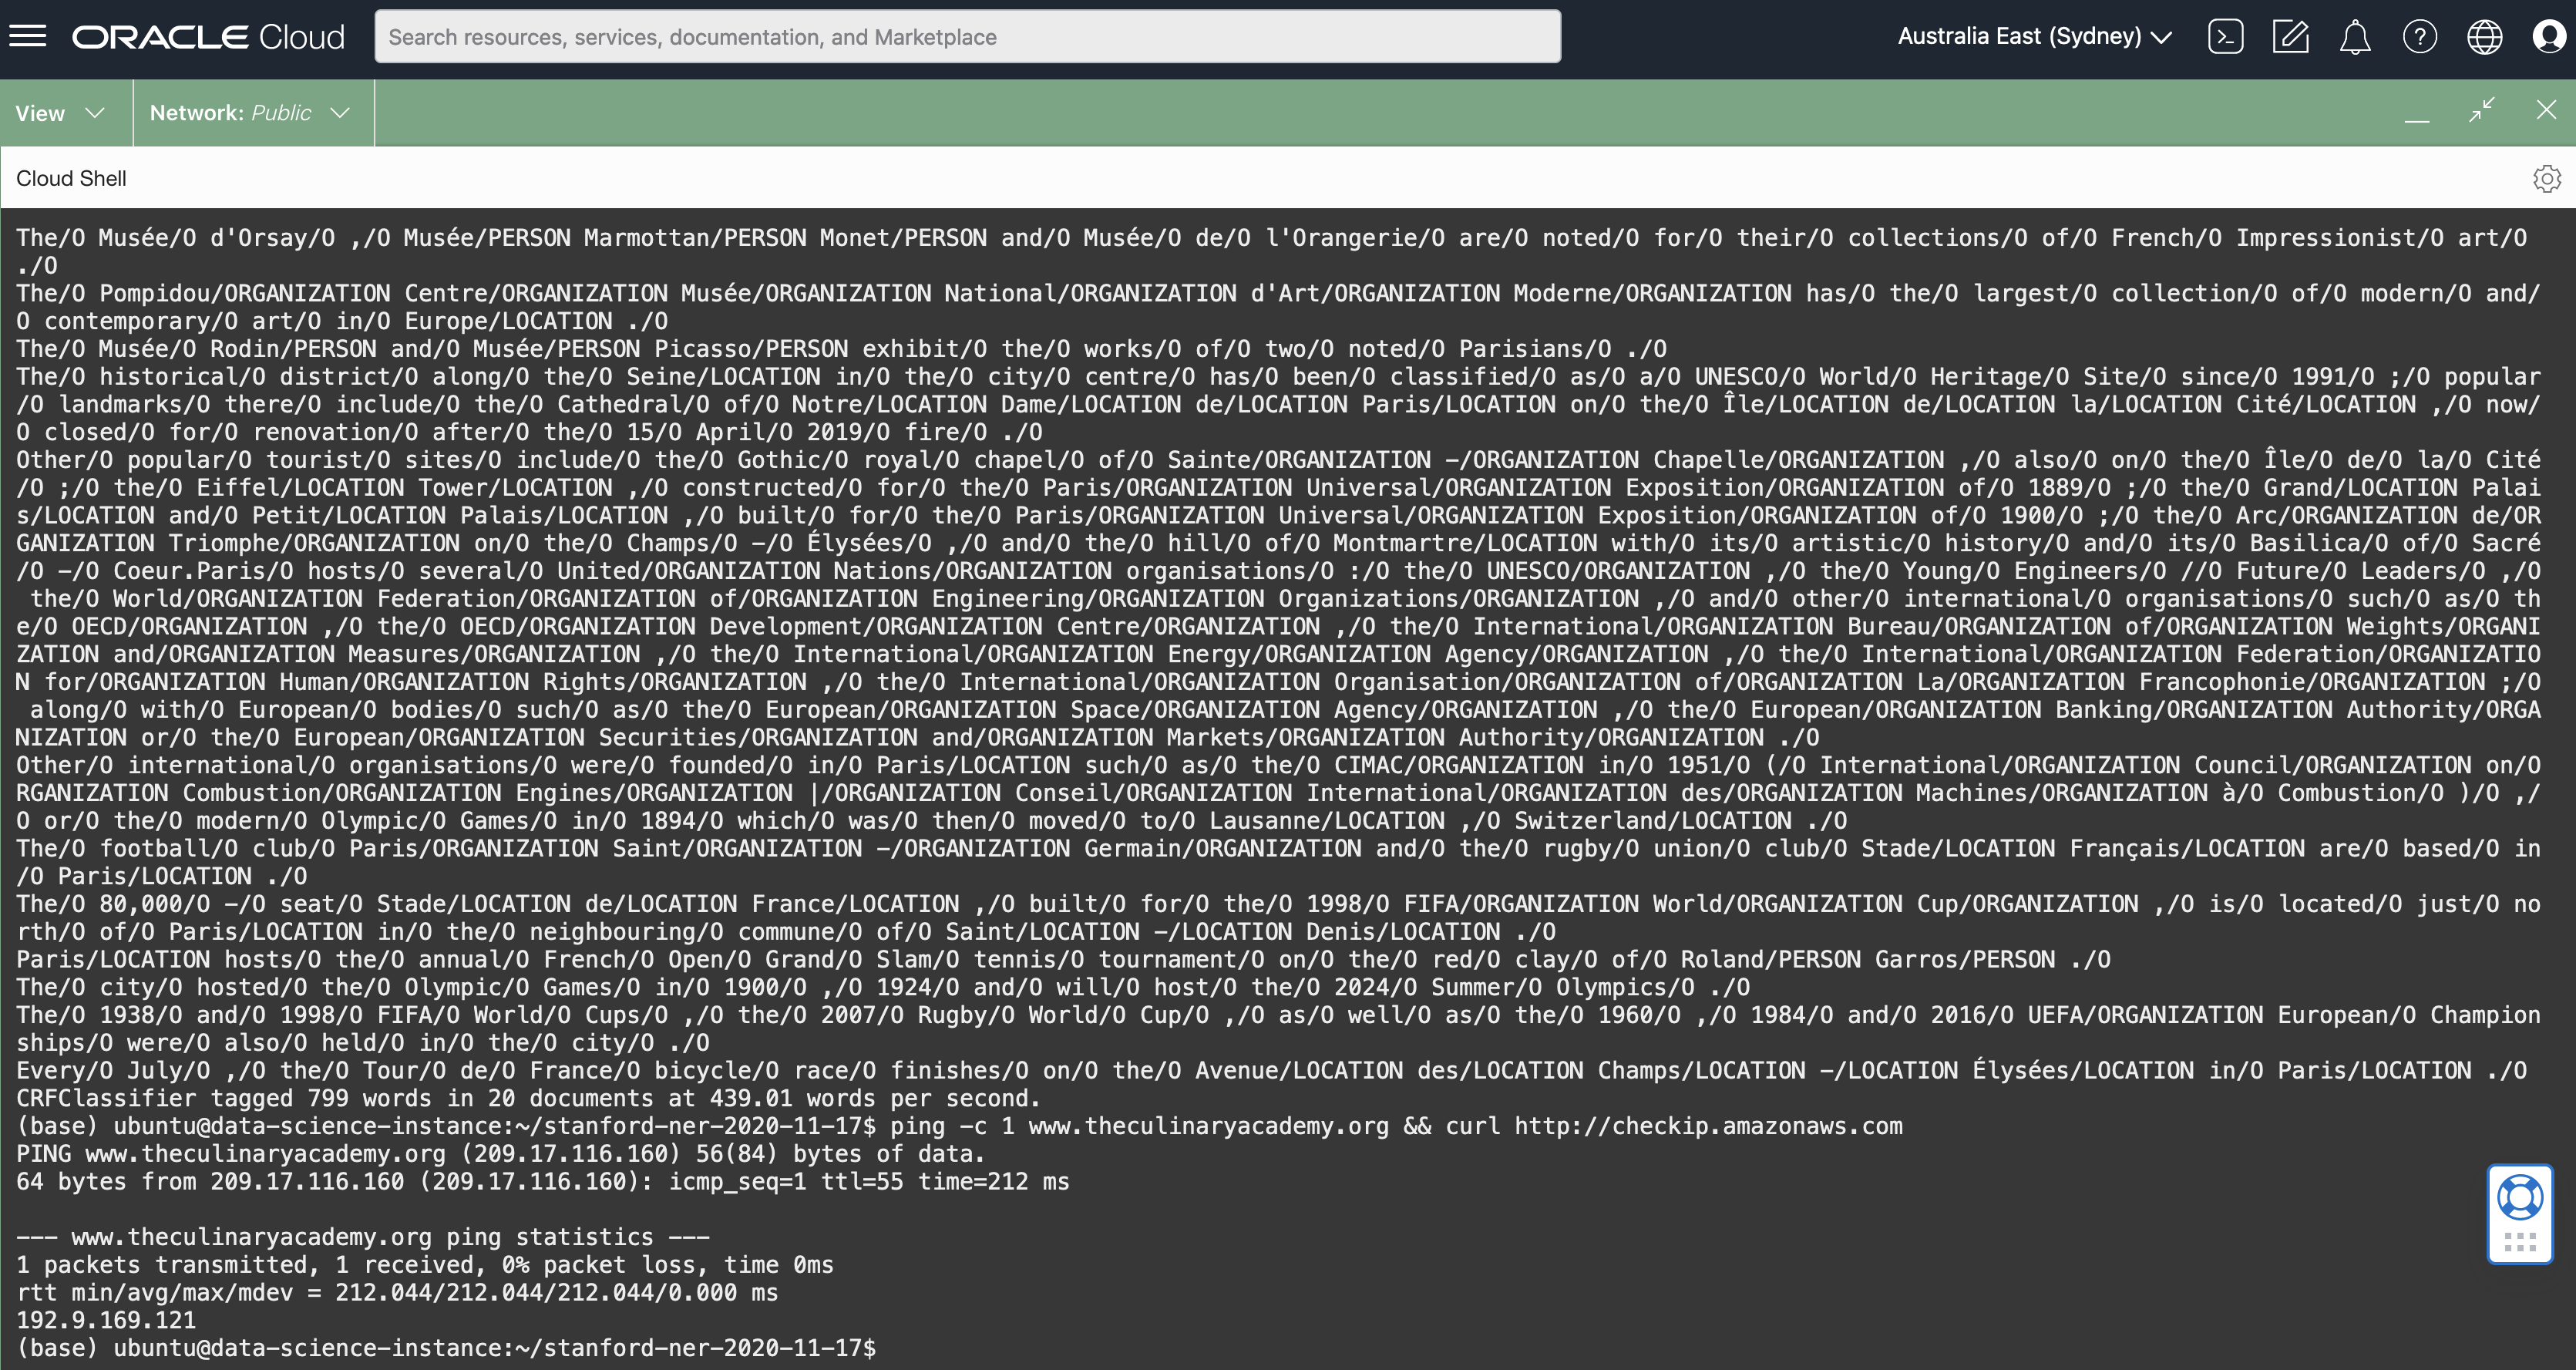 ORACLE Cloud
Search resources, services, documentation, and Marketplace
Australia East (Sydney)
View
Network: Public
Cloud Shell
The/O Musée/O d'Orsay/O ,/O Musée/PERSON Marmottan/PERSON Monet/PERSON and/O Musée/O de/O l'Orangerie/O are/O noted/O for/O their/O collections/O of/O French/O Impressionist/O art/O
./O
The/O Pompidou/ORGANIZATION Centre/ORGANIZATION Musée/ORGANIZATION National/ORGANIZATION d'Art/ORGANIZATION Moderne/ORGANIZATION has/O the/O largest/O collection/O of/O modern/O and/
O contemporary/O art/O in/O Europe/LOCATION ./O
The/O Musée/O Rodin/PERSON and/O Musée/PERSON Picasso/PERSON exhibit/O the/O works/O of/O two/O noted/O Parisians/O ./O
The/O historical/O district/O along/O the/O Seine/LOCATION in/O the/O city/O centre/O has/O been/O classified/O as/O a/O UNESCO/O World/O Heritage/O Site/O since/O 1991/O ;/O popular
/O landmarks/O there/O include/O the/O Cathedral/O of/O Notre/LOCATION Dame/LOCATION de/LOCATION Paris/LOCATION on/O the/O Île/LOCATION de/LOCATION la/LOCATION Cité/LOCATION ,/O now/
O closed/O for/O renovation/O after/O the/O 15/O April/O 2019/O fire/O ./O
Other/O popular/O tourist/O sites/O include/O the/O Gothic/O royal/O chapel/O of/O Sainte/ORGANIZATION -/ORGANIZATION Chapelle/ORGANIZATION ,/O also/O on/O the/O Île/O de/O la/O Cité
/O ;/O the/O Eiffel/LOCATION Tower/LOCATION ,/O constructed/O for/O the/O Paris/ORGANIZATION Universal/ORGANIZATION Exposition/ORGANIZATION of/O 1889/O ;/O the/O Grand/LOCATION Palai
s/LOCATION and/O Petit/LOCATION Palais/LOCATION ,/O built/O for/O the/O Paris/ORGANIZATION Universal/ORGANIZATION Exposition/ORGANIZATION of/O 1900/O ;/O the/O Arc/ORGANIZATION de/OR
GANIZATION Triomphe/ORGANIZATION on/O the/O Champs/O -/O Élysées/O ,/O and/O the/O hill/O of/O Montmartre/LOCATION with/O its/O artistic/O history/O and/O its/O Basilica/O of/O Sacré
/O -/O Coeur.Paris/O hosts/O several/O United/ORGANIZATION Nations/ORGANIZATION organisations/O :/O the/O UNESCO/ORGANIZATION ,/O the/O Young/O Engineers/O //O Future/O Leaders/O ,/O
the/O World/ORGANIZATION Federation/ORGANIZATION of/ORGANIZATION Engineering/ORGANIZATION Organizations/ORGANIZATION ,/O and/O other/O international/O organisations/O such/O as/O th
e/O OECD/ORGANIZATION ,/O the/O OECD/ORGANIZATION Development/ORGANIZATION Centre/ORGANIZATION ,/O the/O International/ORGANIZATION Bureau/ORGANIZATION of/ORGANIZATION Weights/ORGANI
ZATION and/ORGANIZATION Measures/ORGANIZATION ,/O the/O International/ORGANIZATION Energy/ORGANIZATION Agency/ORGANIZATION ,/O the/O International/ORGANIZATION Federation/ORGANIZATIO
N for/ORGANIZATION Human/ORGANIZATION Rights/ORGANIZATION ,/O the/O International/ORGANIZATION Organisation/ORGANIZATION of/ORGANIZATION La/ORGANIZATION Francophonie/ORGANIZATION ;/O
along/O with/O European/O bodies/O such/O as/O the/O European/ORGANIZATION Space/ORGANIZATION Agency/ORGANIZATION ,/O the/O European/ORGANIZATION Banking/ORGANIZATION Authority/ORGA
NIZATION or/O the/O European/ORGANIZATION Securities/ORGANIZATION and/ORGANIZATION Markets/ORGANIZATION Authority/ORGANIZATION ./O
Other/O international/O organisations/O were/O founded/O in/O Paris/LOCATION such/O as/O the/O CIMAC/ORGANIZATION in/O 1951/O (/O International/ORGANIZATION Council/ORGANIZATION on/O
RGANIZATION Combustion/ORGANIZATION Engines/ORGANIZATION |/ORGANIZATION Conseil/ORGANIZATION International/ORGANIZATION des/ORGANIZATION Machines/ORGANIZATION à/O Combustion/O )/O ,/
O or/O the/O modern/O Olympic/O Games/O in/O 1894/O which/O was/O then/O moved/O to/O Lausanne/LOCATION ,/O Switzerland/LOCATION ./O
The/O football/O club/O Paris/ORGANIZATION Saint/ORGANIZATION -/ORGANIZATION Germain/ORGANIZATION and/O the/O rugby/O union/O club/O Stade/LOCATION Français/LOCATION are/O based/O in
/O Paris/LOCATION ./O
The/O 80,000/O -/O seat/O Stade/LOCATION de/LOCATION France/LOCATION ,/O built/O for/O the/O 1998/O FIFA/ORGANIZATION World/ORGANIZATION Cup/ORGANIZATION ,/O is/O located/O just/O no
rth/O of/O Paris/LOCATION in/O the/O neighbouring/O commune/O of/O Saint/LOCATION -/LOCATION Denis/LOCATION ./O
Paris/LOCATION hosts/O the/O annual/O French/O Open/O Grand/O Slam/O tennis/O tournament/O on/O the/O red/O clay/O of/O Roland/PERSON Garros/PERSON ./O
The/O city/O hosted/O the/O Olympic/O Games/O in/O 1900/O ,/O 1924/O and/O will/O host/O the/O 2024/O Summer/O Olympics/O ./O
The/O 1938/O and/O 1998/O FIFA/O World/O Cups/O ,/O the/O 2007/O Rugby/O World/O Cup/O ,/O as/O well/O as/O the/O 1960/O ,/O 1984/O and/O 2016/O UEFA/ORGANIZATION European/O Champion
ships/O were/O also/O held/O in/O the/O city/O ./O
Every/O July/O ,/O the/O Tour/O de/O France/O bicycle/O race/O finishes/O on/O the/O Avenue/LOCATION des/LOCATION Champs/LOCATION -/LOCATION Élysées/LOCATION in/O Paris/LOCATION ./O
CRFClassifier tagged 799 words in 20 documents at 439.01 words per second.
(base) ubuntu@data-science-instance:~/stanford-ner-2020-11-17$ ping -c 1 www.theculinaryacademy.org && curl http://checkip.amazonaws.com
PING www.theculinaryacademy.org (209.17.116.160) 56(84) bytes of data.
64 bytes from 209.17.116.160 (209.17.116.160): icmp_seq=1 ttl=55 time=212 ms
--- www.theculinaryacademy.org ping statistics ---
1 packets transmitted, 1 received, 0% packet loss, time 0ms
rtt min/avg/max/mdev = 212.044/212.044/212.044/0.000 ms
192.9.169.121
(base) ubuntu@data-science-instance:~/stanford-ner-2020-11-17$